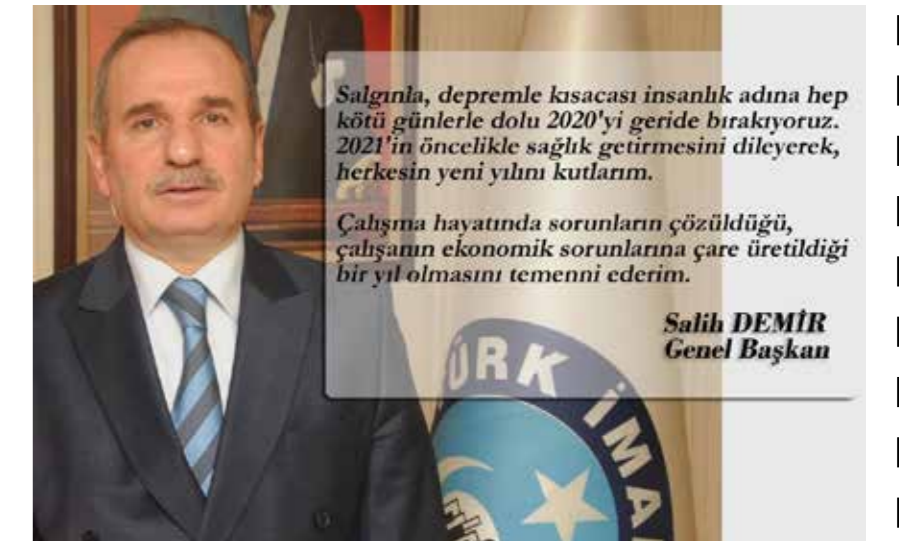 Salgınla, depremle kısacası insanlık adına hep
kötü günlerle dolu 2020'yi geride bırakıyoruz.
2021'in öncelikle sağlık getirmesini dileyerek,
herkesin yeni yılını kutlarım.
Çalışma hayatında sorunların çözüldüğü,
çalışanın ekonomik sorunlarına çare üretildiği
bir yıl olmasını temenni ederim.
Salih DEMİR
Genel Başkan
ÜRK İMA